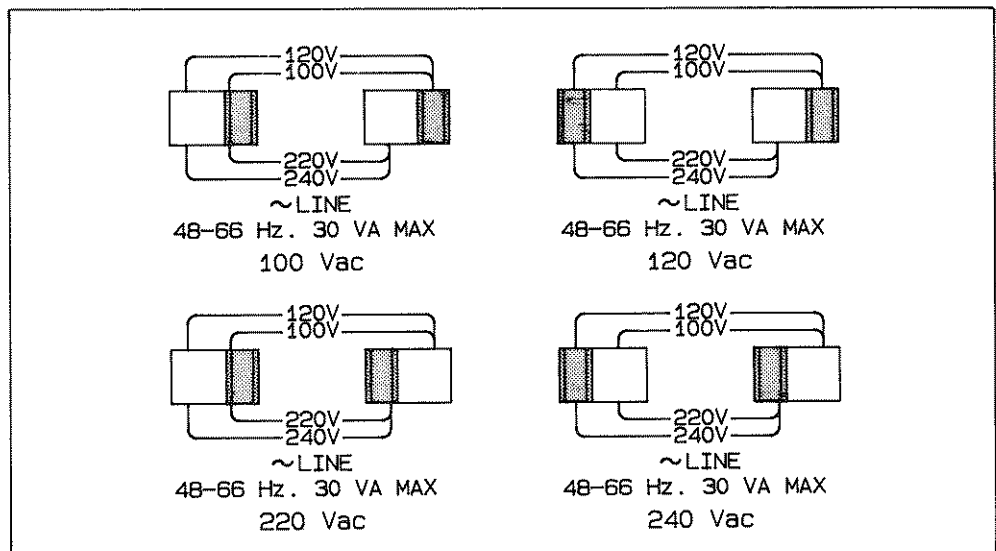 120V
100V
220V
240V
~LINE
48-66 Hz. 30 VA MAX
100 Vac
120V
100V
220V
240V
~LINE
48-66 Hz. 30 VA MAX
120 Vac
120V
100V
220V
240V
~LINE
48-66 Hz. 30 VA MAX
220 Vac
120V
100V
220V
240V
~LINE
48-66 Hz. 30 VA MAX
240 Vac